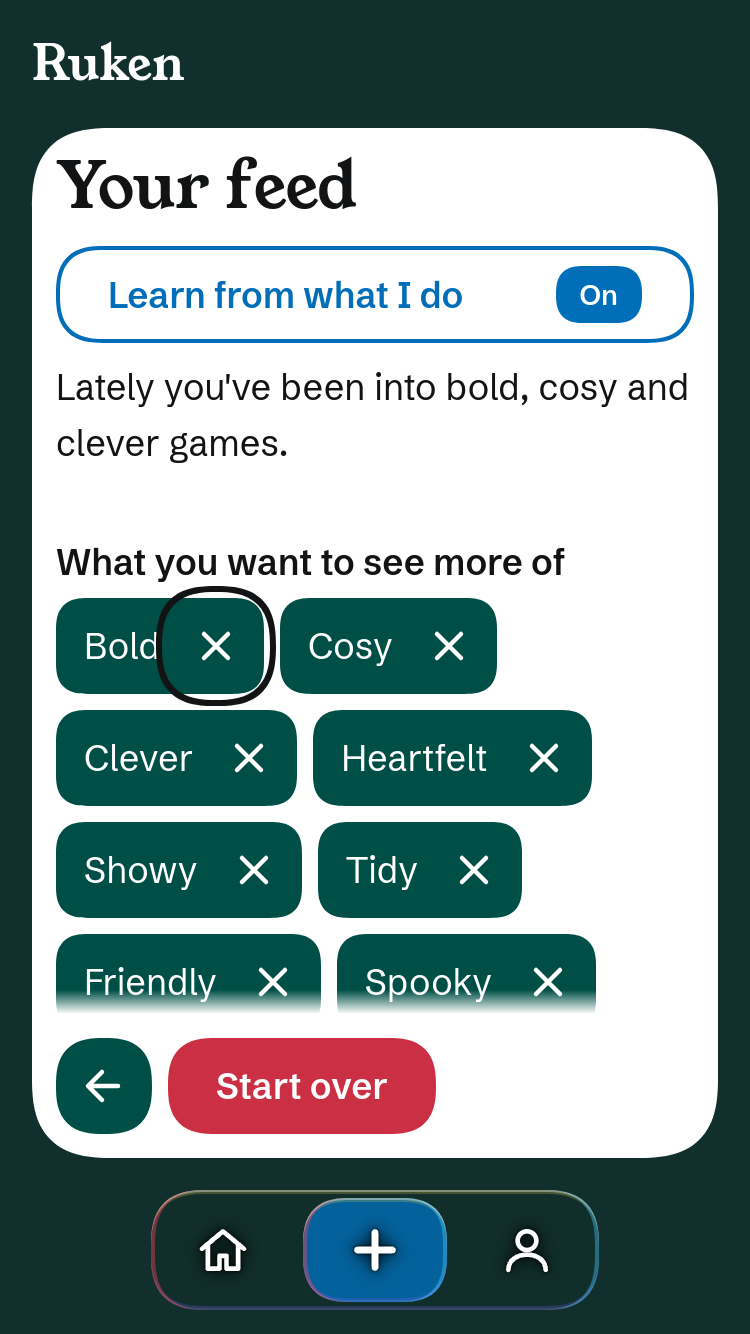 Ruken
Your feed
Learn from what I do On
Lately you've been into bold, cosy and
clever games.
What you want to see more of
Bold Cosy
Clever Heartfelt
Showy Tidy
Friendly Spooky
Start over